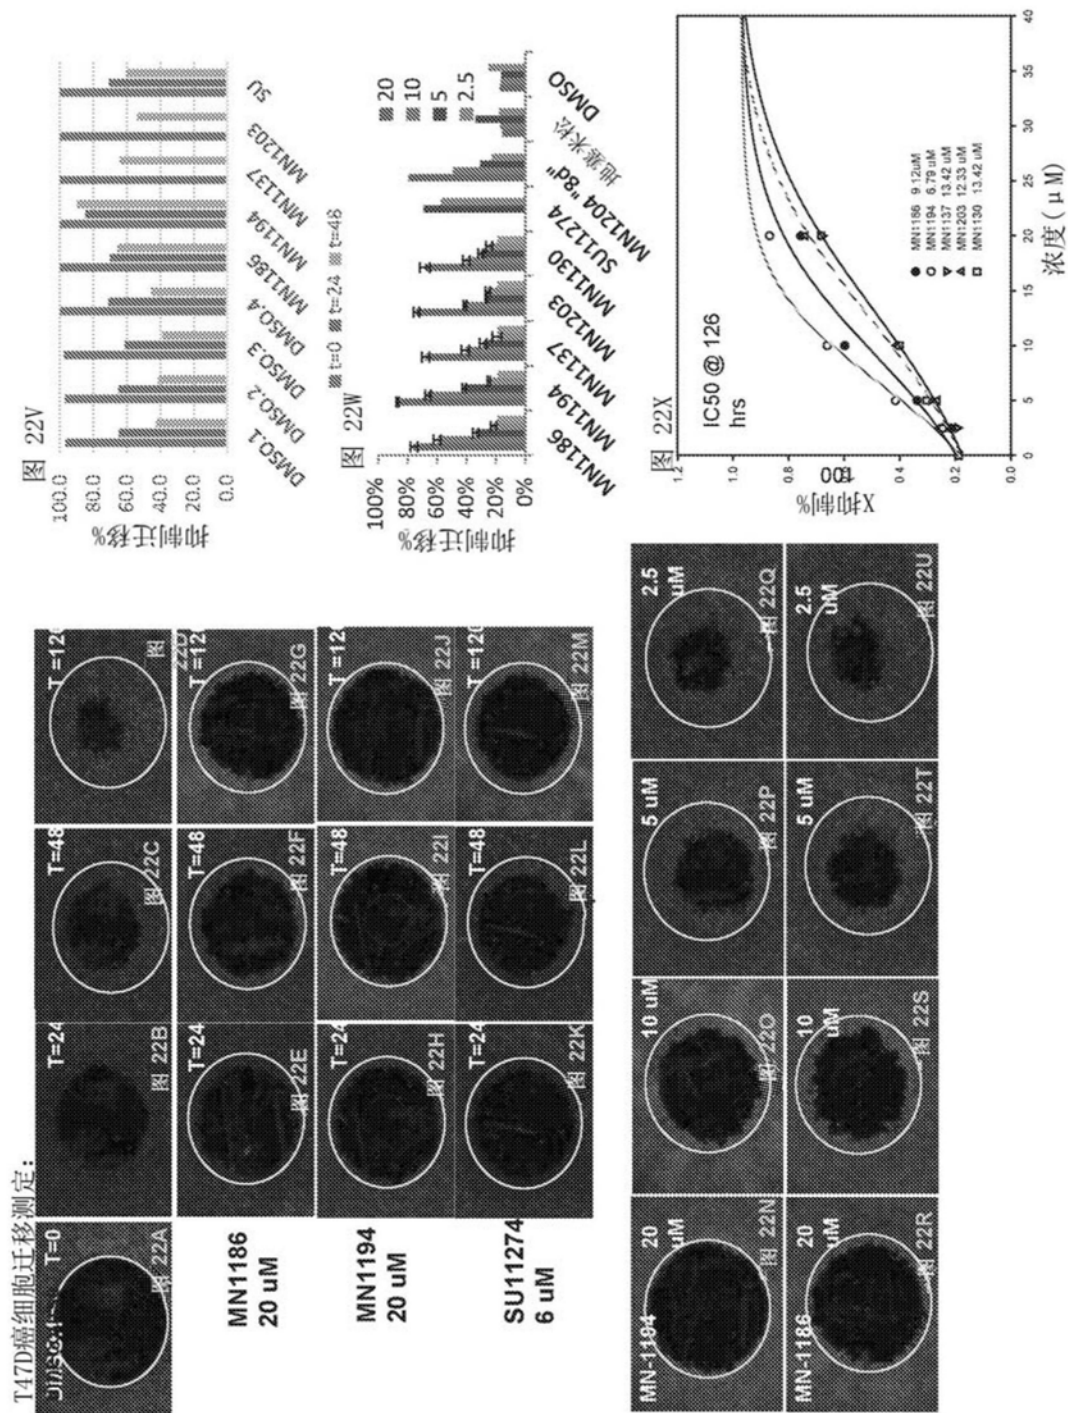 T47D癌细胞迁移测定:
T=0
图 22A
T=24
图 22B
T=48
图 22C
图
22D
MN1186
20 uM
T=24
图 22E
T=48
图 22F
图 22G
MN1194
20 uM
T=24
图 22H
T=48
图 22I
图 22J
SU11274
6 uM
T=24
图 22K
T=48
图 22L
T=120
图 22M
MN-1194
20
uM
图 22N
10 uM
图 22O
5 uM
图 22P
2.5
uM
图 22Q
MN-1186
20
uM
图 22R
10
uM
图 22S
5 uM
图 22T
2.5
uM
图 22U
图 22V
抑制迁移%
100.0
80.0
60.0
40.0
20.0
0.0
DMSO.1
DMSO.2
DMSO.3
DMSO.4
MN1186
MN1194
MN1137
MN1203
SU
t=0
t=24
t=48
图 22W
抑制迁移%
100%
80%
60%
40%
20%
0%
20
10
5
2.5
MN1186
MN1194
MN1137
MN1203
MN1130
SU11274
MN1204 "8d"
地塞米松
DMSO
图 22X
X抑制%
1.2
1.0
0.8
0.4
0.2
0.0
IC50 @ 126
hrs
MN1186 9.12uM
MN1194 6.79 uM
MN1137 13.42 uM
MN1203 12.33 uM
MN1130 13.42 uM
0
5
10
15
20
25
30
35
40
浓度(μM)